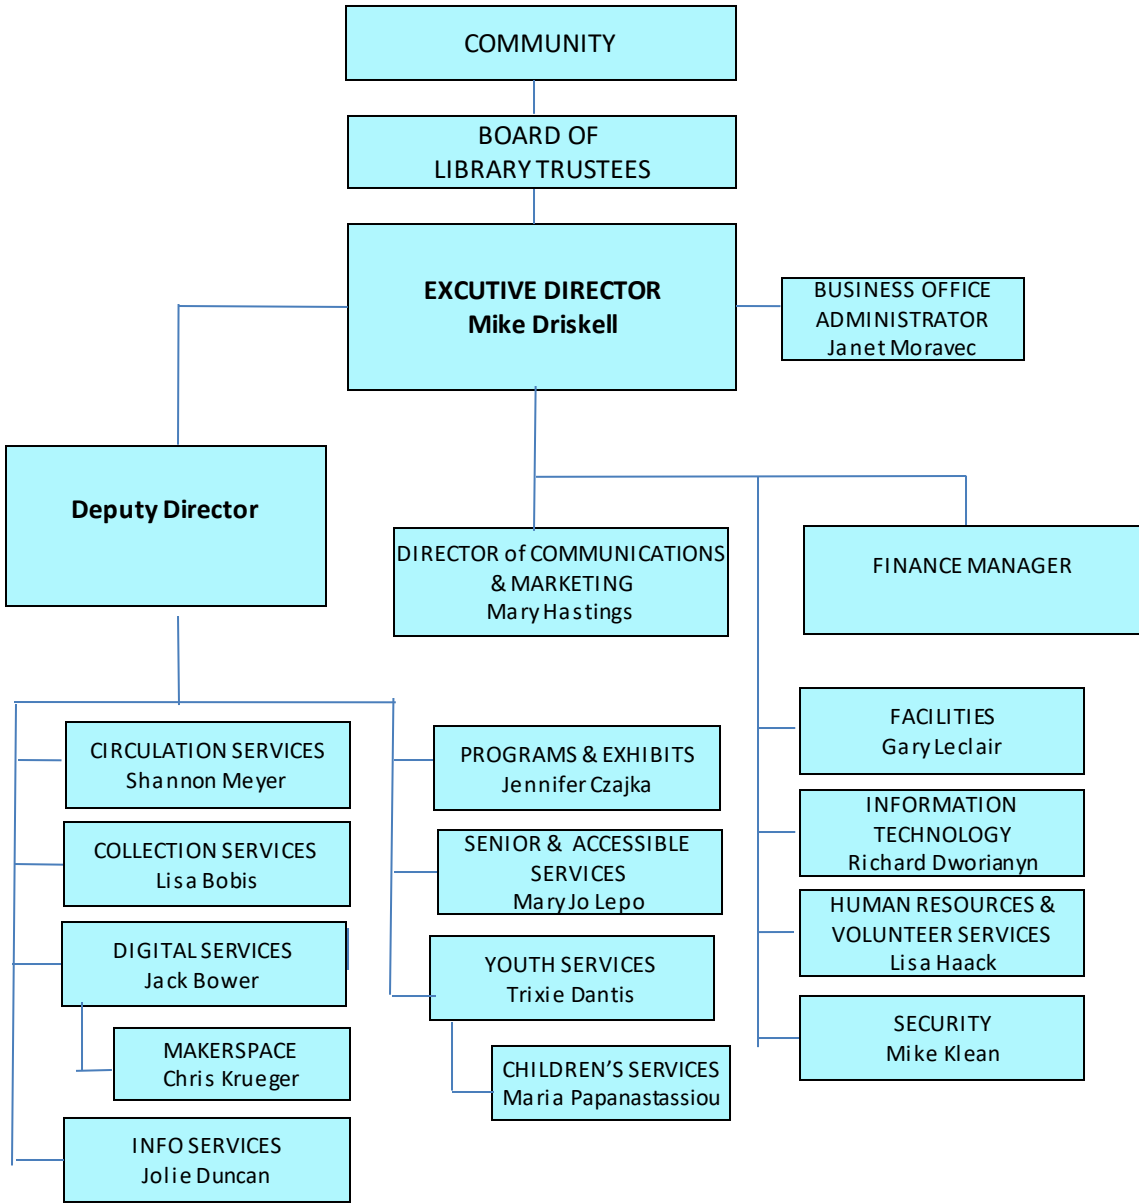 COMMUNITY
BOARD OF
LIBRARY TRUSTEES
EXCUTIVE DIRECTOR
Mike Driskell
BUSINESS OFFICE
ADMINISTRATOR
Janet Moravec
Deputy Director
DIRECTOR of COMMUNICATIONS
& MARKETING
Mary Hastings
FINANCE MANAGER
CIRCULATION SERVICES
Shannon Meyer
COLLECTION SERVICES
Lisa Bobis
DIGITAL SERVICES
Jack Bower
MAKERSPACE
Chris Krueger
INFO SERVICES
Jolie Duncan
PROGRAMS & EXHIBITS
Jennifer Czajka
SENIOR & ACCESSIBLE
SERVICES
Mary Jo Lepo
YOUTH SERVICES
Trixie Dantis
CHILDREN’S SERVICES
Maria Papanastassiou
FACILITIES
Gary Leclair
INFORMATION
TECHNOLOGY
Richard Dworianyn
HUMAN RESOURCES &
VOLUNTEER SERVICES
Lisa Haack
SECURITY
Mike Klean